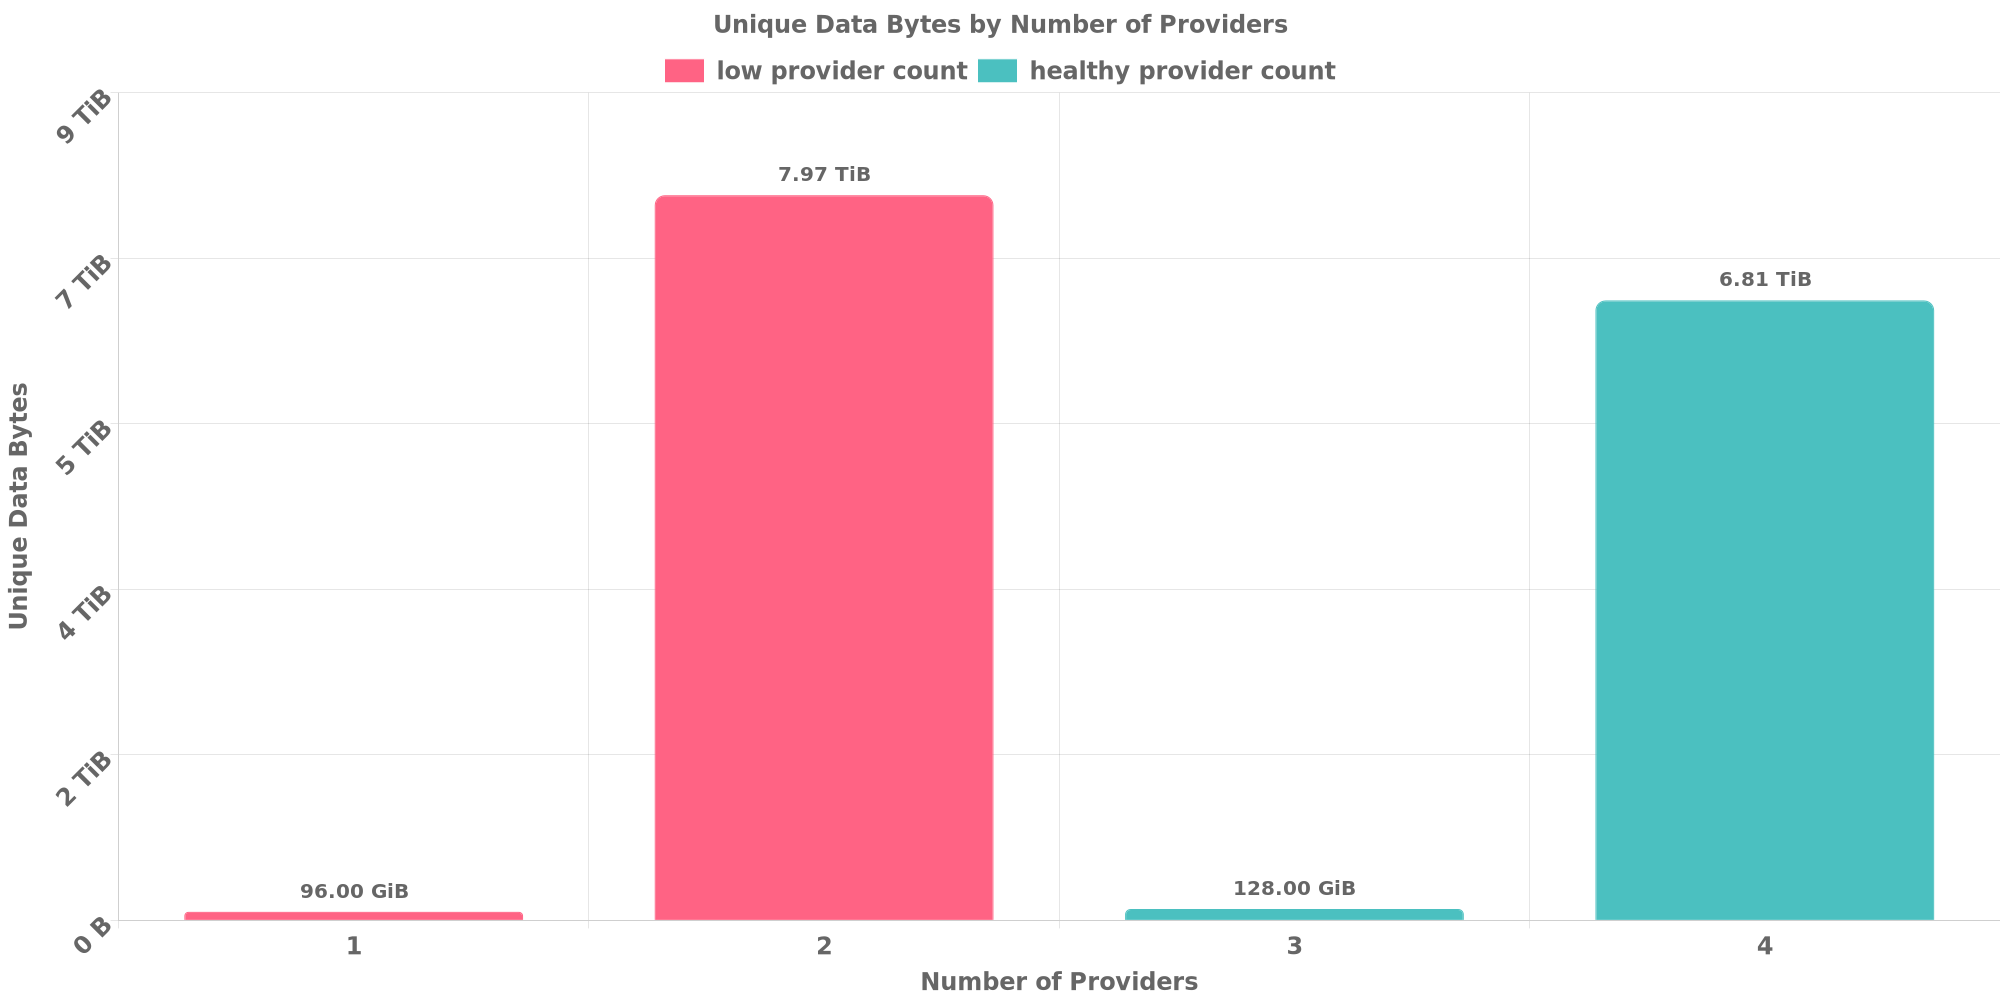 Unique Data Bytes by Number of Providers
low provider count healthy provider count
9 TiB
7 TiB
5 TiB
4 TiB
2 TiB
0 B
Unique Data Bytes
96.00 GiB
7.97 TiB
128.00 GiB
6.81 TiB
1 2 3 4
Number of Providers